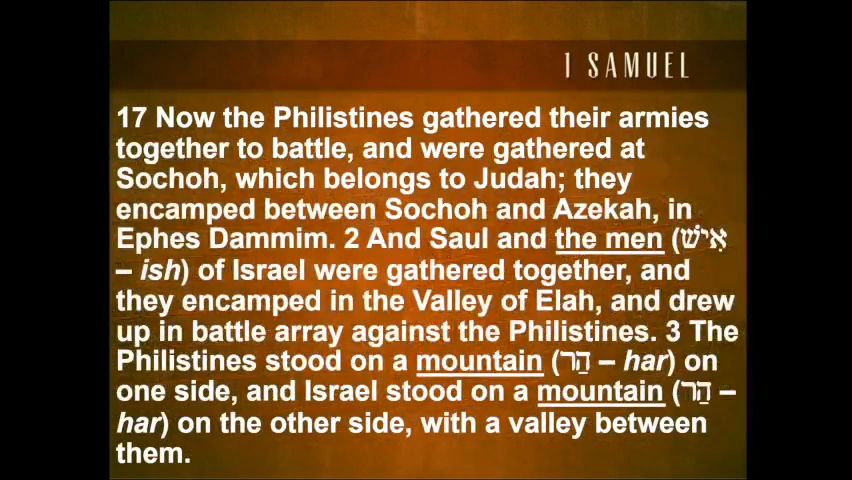 1 SAMUEL
17 Now the Philistines gathered their armies
together to battle, and were gathered at
Sochoh, which belongs to Judah; they
encamped between Sochoh and Azekah, in
Ephes Dammim. 2 And Saul and the men (אִישׁ
– ish) of Israel were gathered together, and
they encamped in the Valley of Elah, and drew
up in battle array against the Philistines. 3 The
Philistines stood on a mountain (הַר – har) on
one side, and Israel stood on a mountain (הַר –
har) on the other side, with a valley between
them.